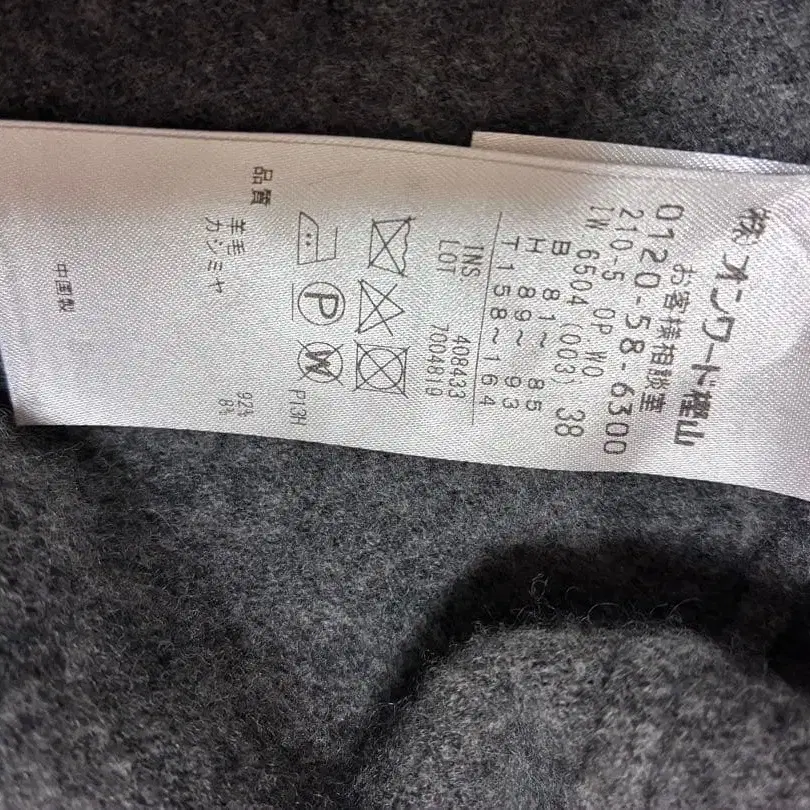 ㈱オンワード樫山
お客様相談室
0120-58-6300
210-5 OP WO
IW 6504 (003) 38
B 81～ 85
H 89～ 93
T 158～164
INS. 408433
LOT 7004819
P13H
品質
羊毛 92%
カシミヤ 8%
中国製